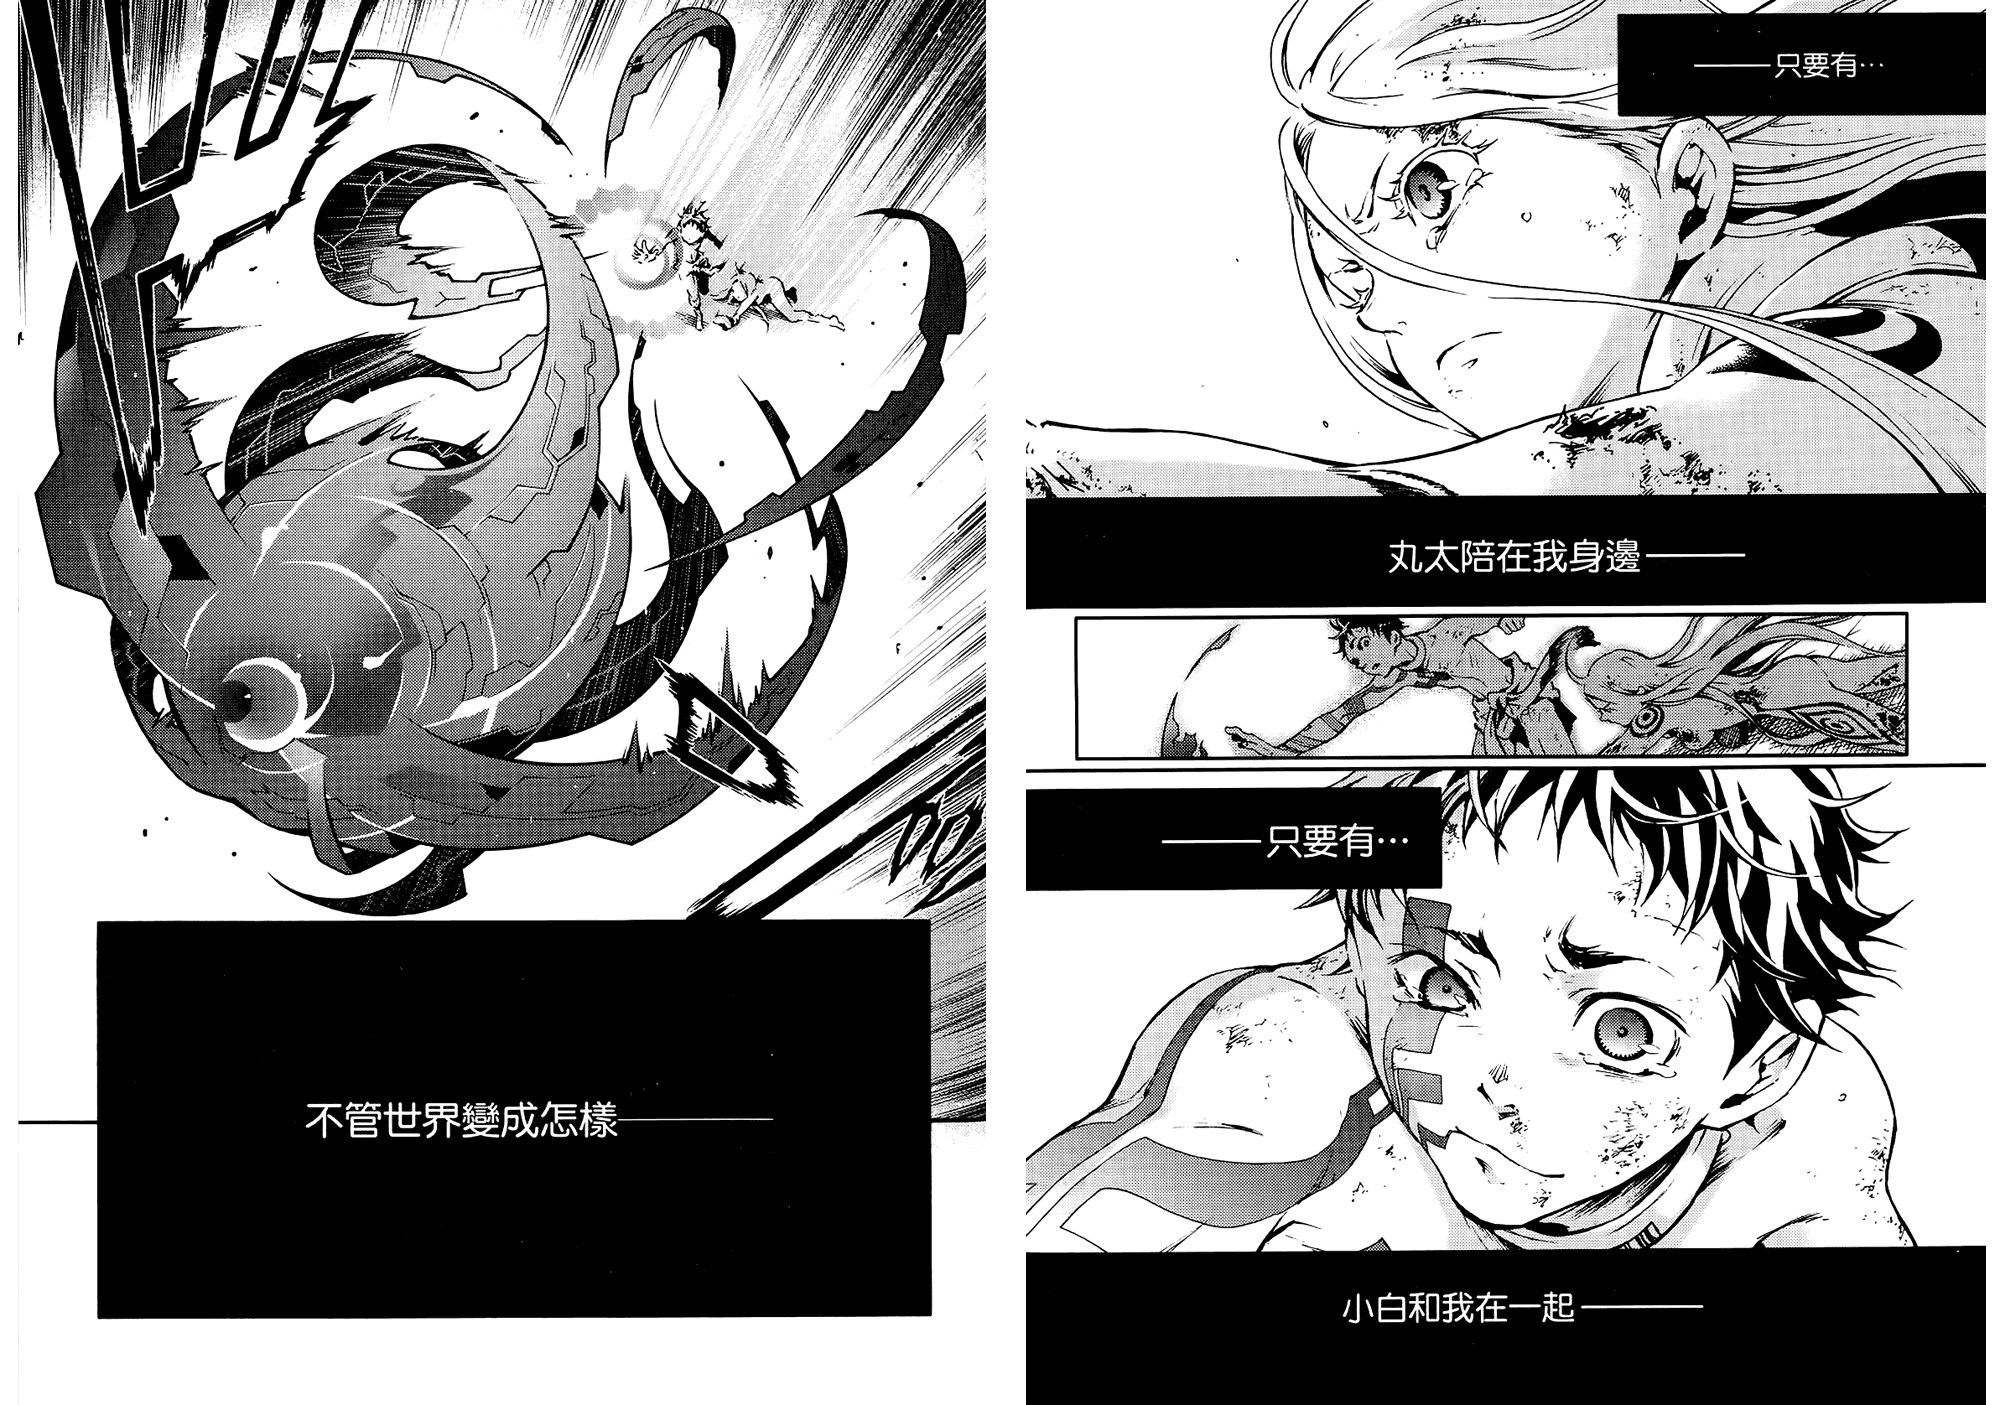 ———只要有…
丸太陪在我身邊———
———只要有…
小白和我在一起————
不管世界變成怎樣————